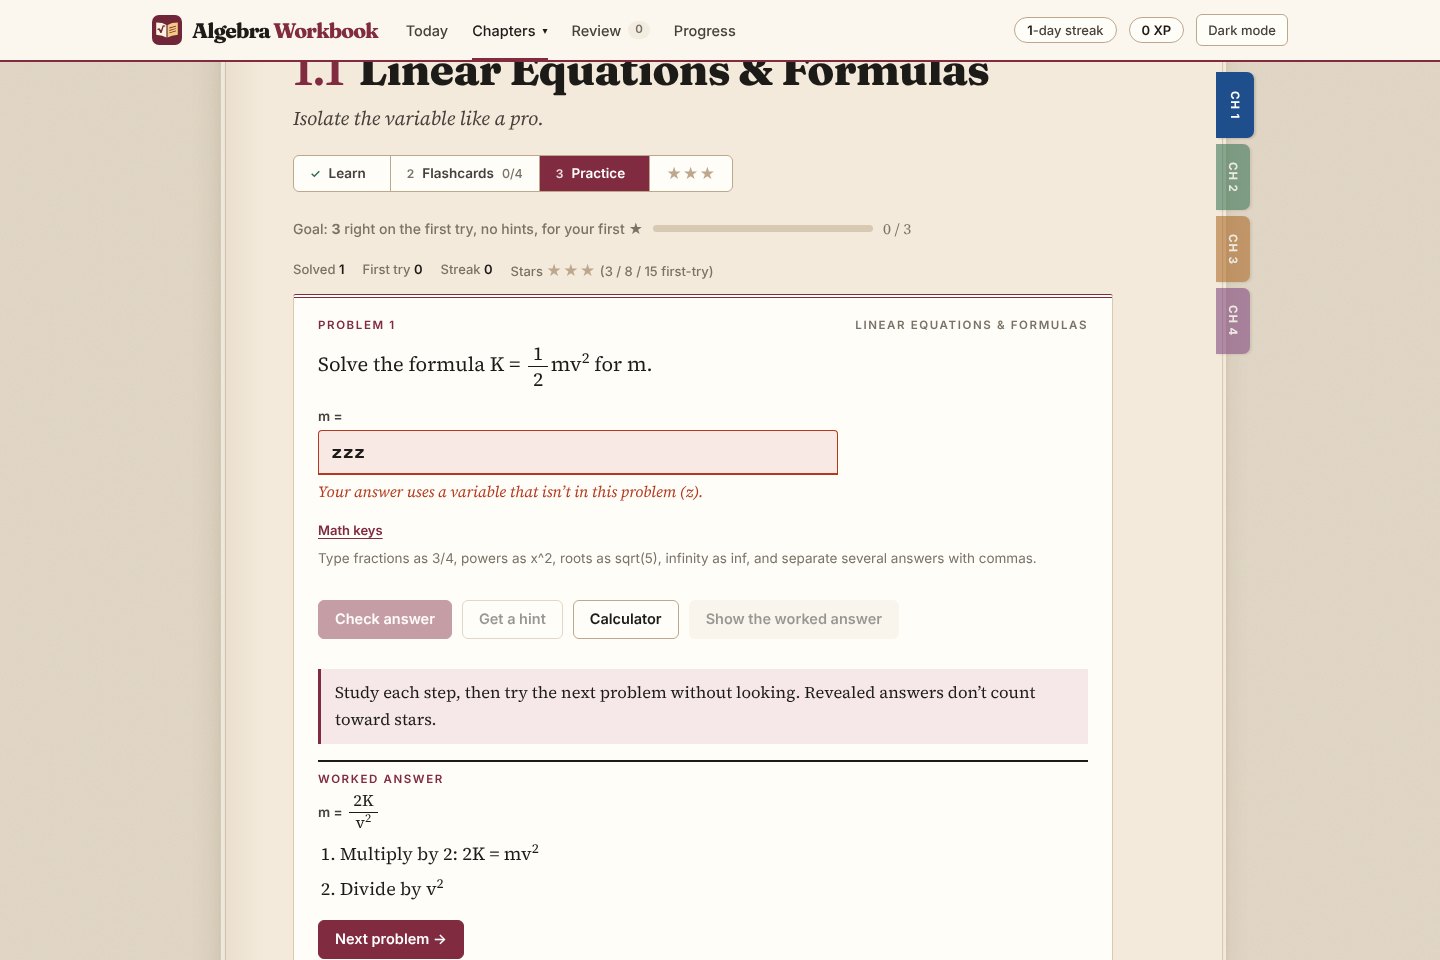 Algebra Workbook Today Chapters ▾ Review 0 Progress 1-day streak 0 XP Dark mode
1.1 Linear Equations & Formulas
Isolate the variable like a pro.
✓ Learn 2 Flashcards 0/4 3 Practice ★★★
Goal: 3 right on the first try, no hints, for your first ★ 0 / 3
Solved 1 First try 0 Streak 0 Stars ★★★ (3 / 8 / 15 first-try)
PROBLEM 1 LINEAR EQUATIONS & FORMULAS
Solve the formula K = 1/2 mv² for m.
m =
zzz
Your answer uses a variable that isn’t in this problem (z).
Math keys
Type fractions as 3/4, powers as x^2, roots as sqrt(5), infinity as inf, and separate several answers with commas.
Check answer Get a hint Calculator Show the worked answer
Study each step, then try the next problem without looking. Revealed answers don’t count
toward stars.
WORKED ANSWER
m = 2K/v²
1. Multiply by 2: 2K = mv²
2. Divide by v²
Next problem →
CH 1
CH 2
CH 3
CH 4